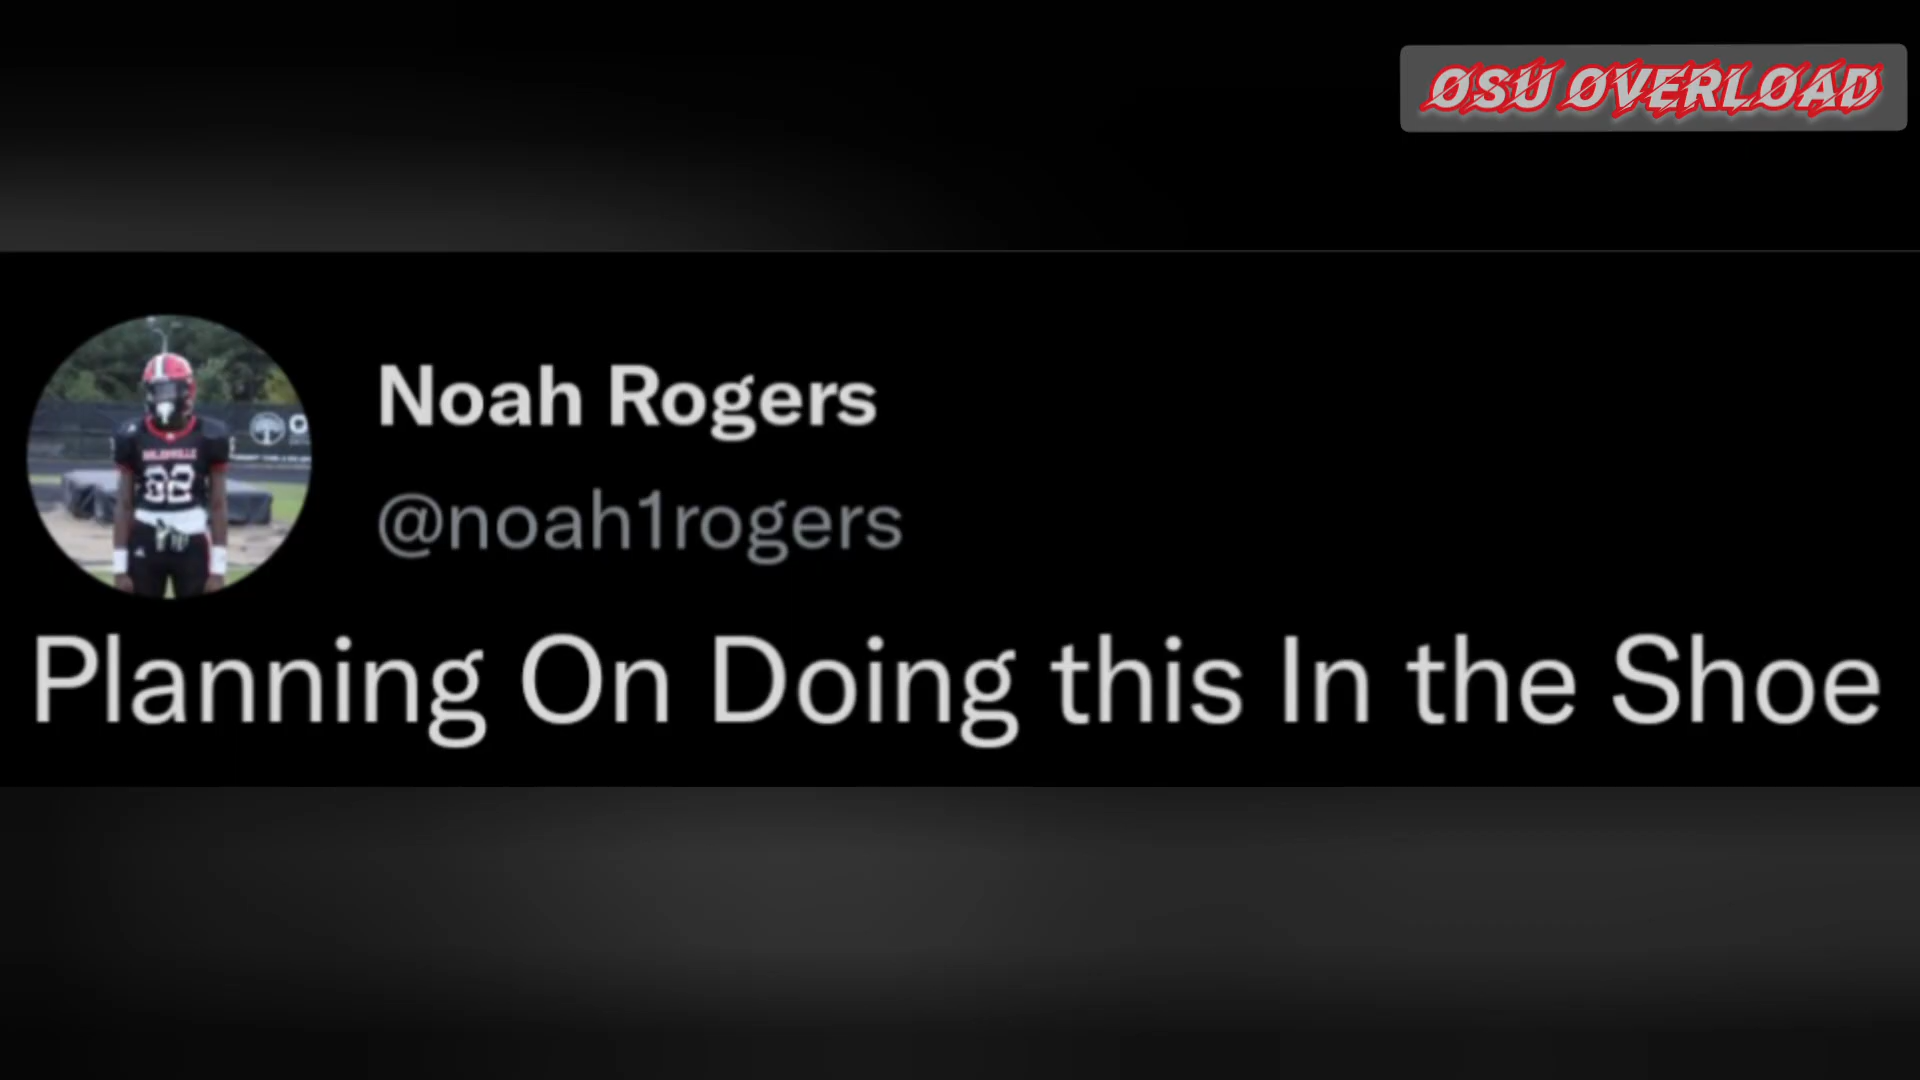 OSU OVERLOAD
Noah Rogers
@noah1rogers
Planning On Doing this In the Shoe